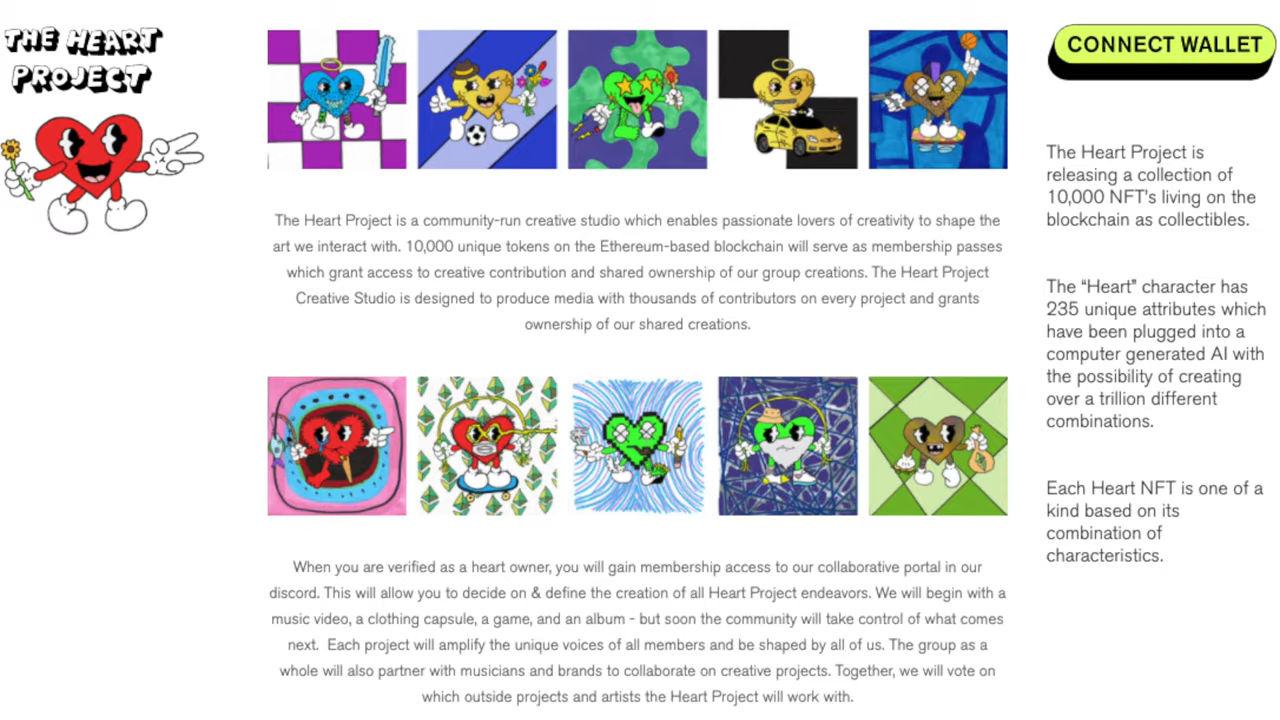 THE HEART
PROJECT
CONNECT WALLET
The Heart Project is a community-run creative studio which enables passionate lovers of creativity to shape the
art we interact with. 10,000 unique tokens on the Ethereum-based blockchain will serve as membership passes
which grant access to creative contribution and shared ownership of our group creations. The Heart Project
Creative Studio is designed to produce media with thousands of contributors on every project and grants
ownership of our shared creations.
When you are verified as a heart owner, you will gain membership access to our collaborative portal in our
discord. This will allow you to decide on & define the creation of all Heart Project endeavors. We will begin with a
music video, a clothing capsule, a game, and an album - but soon the community will take control of what comes
next.  Each project will amplify the unique voices of all members and be shaped by all of us. The group as a
whole will also partner with musicians and brands to collaborate on creative projects. Together, we will vote on
which outside projects and artists the Heart Project will work with.
The Heart Project is
releasing a collection of
10,000 NFT's living on the
blockchain as collectibles.
The “Heart” character has
235 unique attributes which
have been plugged into a
computer generated AI with
the possibility of creating
over a trillion different
combinations.
Each Heart NFT is one of a
kind based on its
combination of
characteristics.